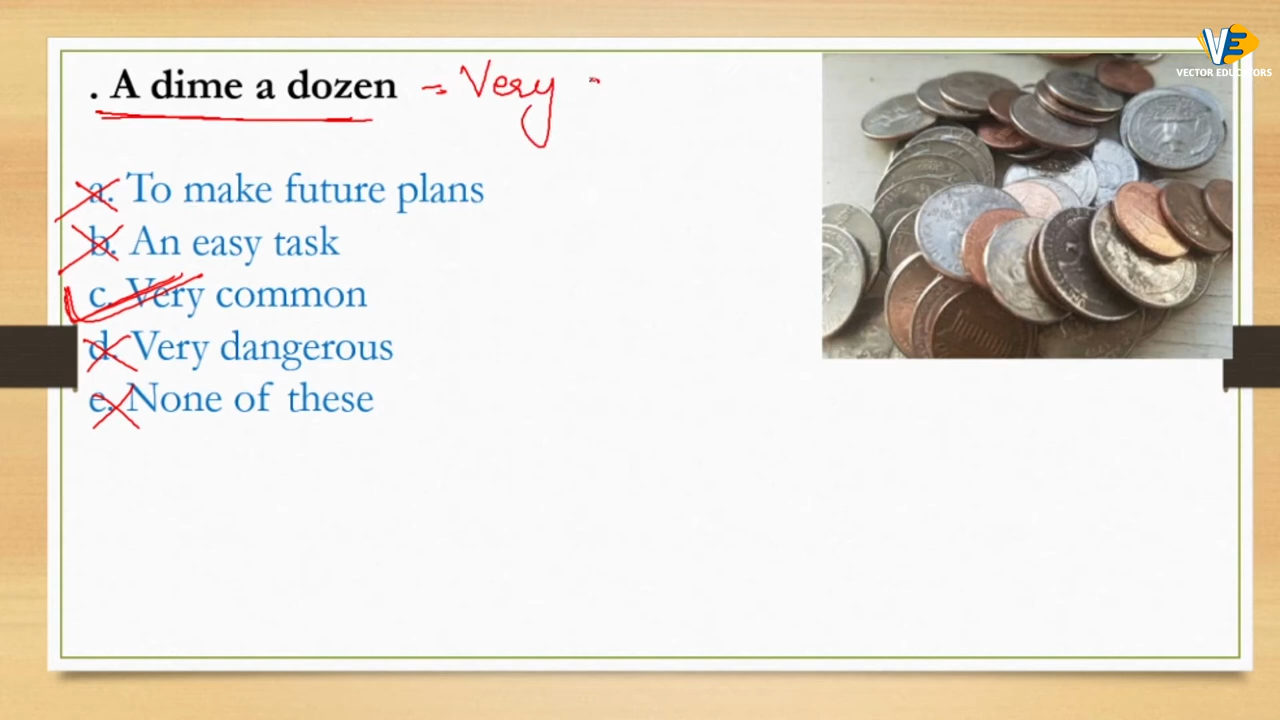 VE
VECTOR EDUCATORS
. A dime a dozen → Very
a. To make future plans
b. An easy task
c. Very common
d. Very dangerous
e. None of these